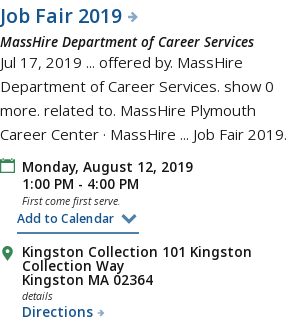 Job Fair 2019
MassHire Department of Career Services
Jul 17, 2019 ... offered by. MassHire
Department of Career Services. show 0
more. related to. MassHire Plymouth
Career Center · MassHire ... Job Fair 2019.
Monday, August 12, 2019
1:00 PM - 4:00 PM
First come first serve.
Add to Calendar
Kingston Collection 101 Kingston
Collection Way
Kingston MA 02364
details
Directions